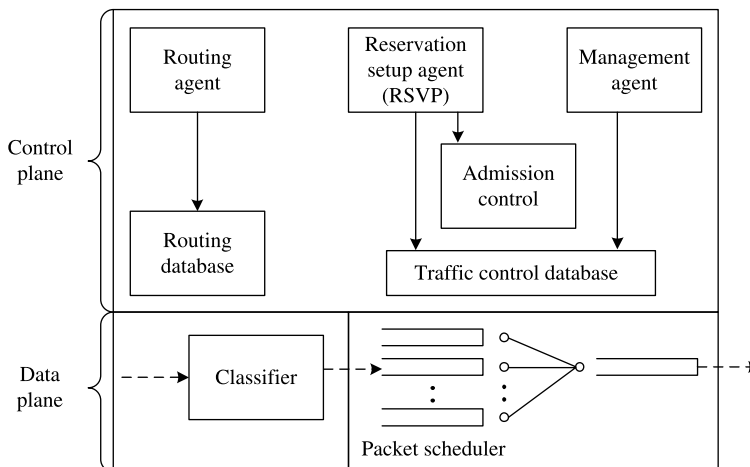 Routing
agent
Reservation
setup agent
(RSVP)
Management
agent
Control
plane
Admission
control
Routing
database
Traffic control database
Data
plane
Classifier
Packet scheduler